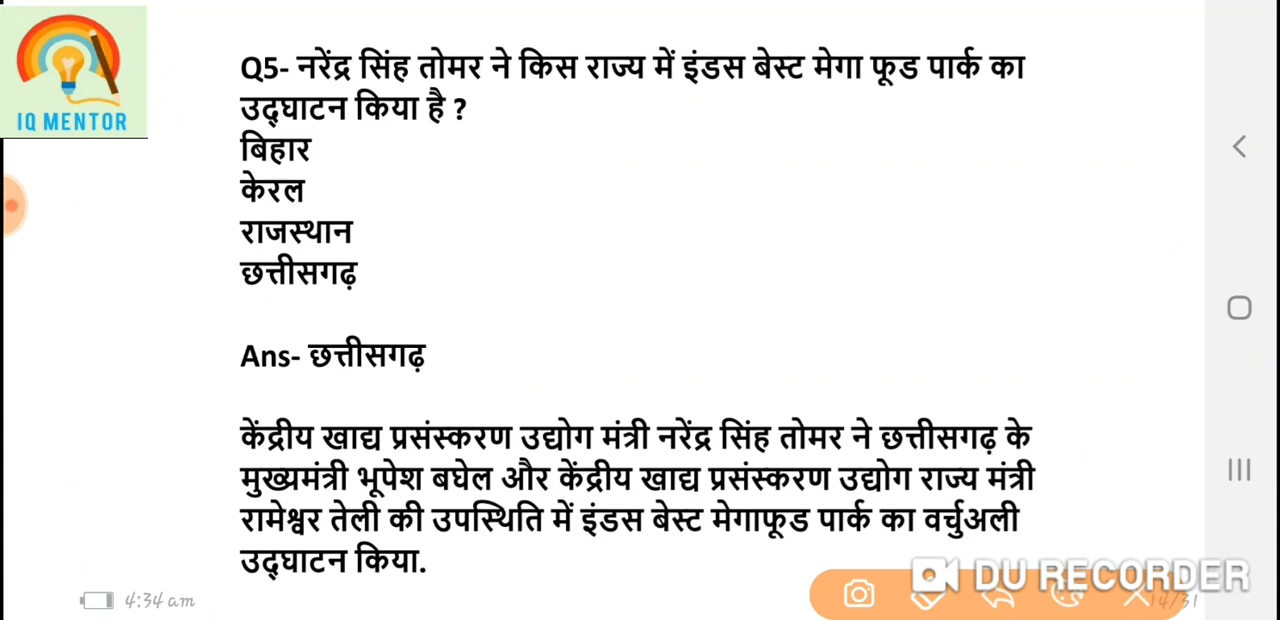 IQ MENTOR
Q5- नरेंद्र सिंह तोमर ने किस राज्य में इंडस बेस्ट मेगा फूड पार्क का
उद्घाटन किया है ?
बिहार
केरल
राजस्थान
छत्तीसगढ़
Ans- छत्तीसगढ़
केंद्रीय खाद्य प्रसंस्करण उद्योग मंत्री नरेंद्र सिंह तोमर ने छत्तीसगढ़ के
मुख्यमंत्री भूपेश बघेल और केंद्रीय खाद्य प्रसंस्करण उद्योग राज्य मंत्री
रामेश्वर तेली की उपस्थिति में इंडस बेस्ट मेगाफूड पार्क का वर्चुअली
उद्घाटन किया.
DU RECORDER
4:34 am
14/31